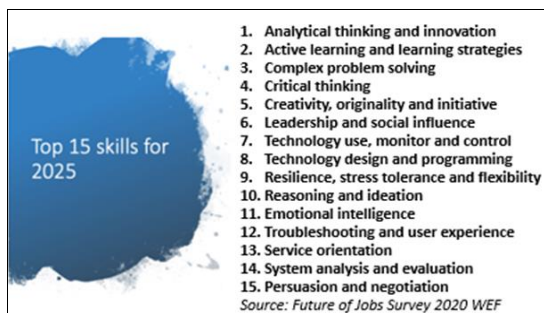 Top 15 skills for
2025
1. Analytical thinking and innovation
2. Active learning and learning strategies
3. Complex problem solving
4. Critical thinking
5. Creativity, originality and initiative
6. Leadership and social influence
7. Technology use, monitor and control
8. Technology design and programming
9. Resilience, stress tolerance and flexibility
10. Reasoning and ideation
11. Emotional intelligence
12. Troubleshooting and user experience
13. Service orientation
14. System analysis and evaluation
15. Persuasion and negotiation
Source: Future of Jobs Survey 2020 WEF